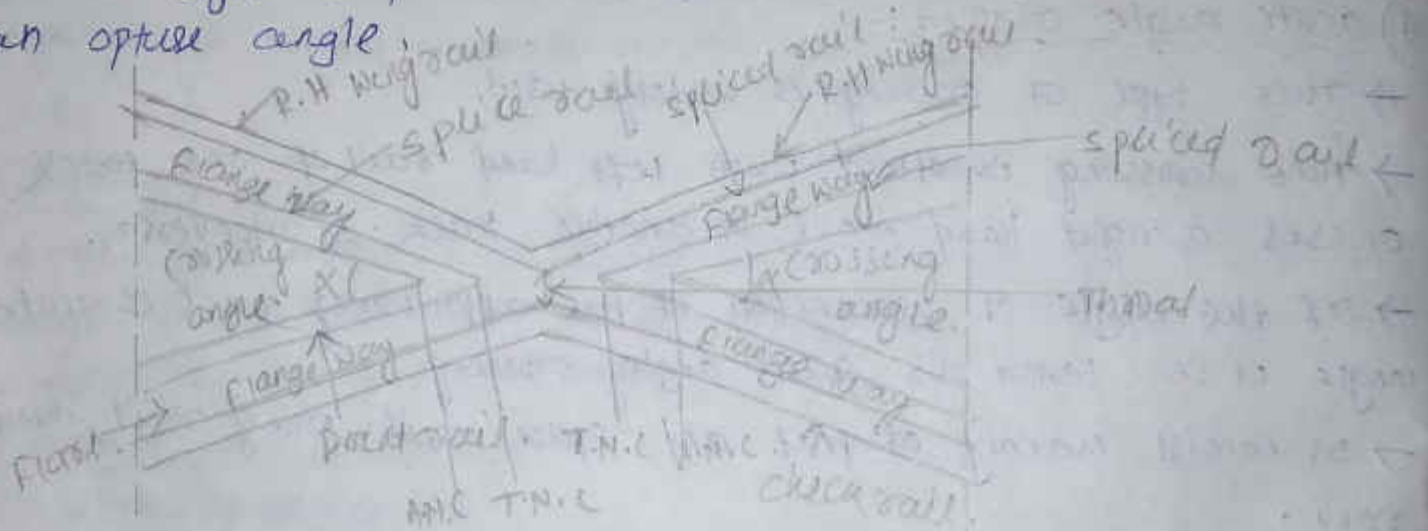 an optuse angle
R.H Wing rail
splice rail
spliced rail
R.H Wing rail
spliced rail
Flange way
Flange way
Crossing
angle
Crossing
angle.
Throat
Flange way
Flange way
Point rail.
T.N.C
A.N.C
check rail.
A.N.C
T.N.C